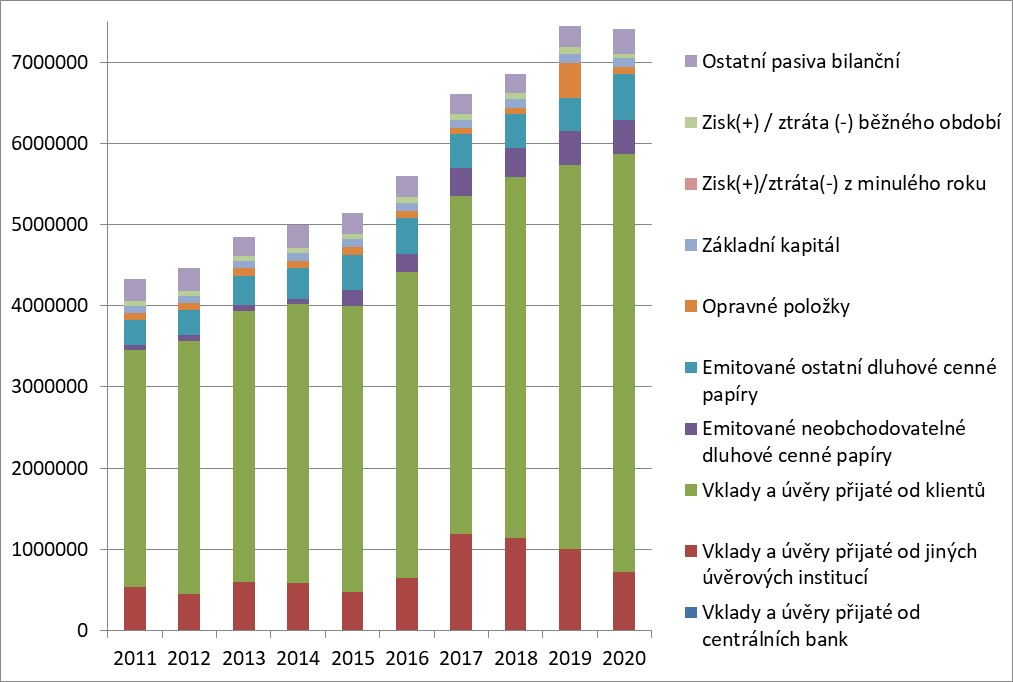 7000000
6000000
5000000
4000000
3000000
2000000
1000000
0
2011 2012 2013 2014 2015 2016 2017 2018 2019 2020
Ostatní pasiva bilanční
Zisk(+) / ztráta (-) běžného období
Zisk(+)/ztráta(-) z minulého roku
Základní kapitál
Opravné položky
Emitované ostatní dluhové cenné
papíry
Emitované neobchodovatelné
dluhové cenné papíry
Vklady a úvěry přijaté od klientů
Vklady a úvěry přijaté od jiných
úvěrových institucí
Vklady a úvěry přijaté od
centrálních bank